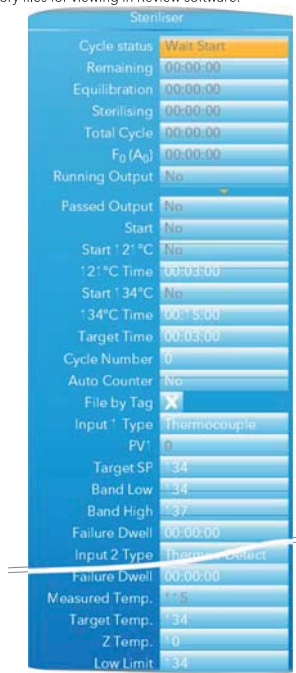 ory files for viewing in Review software.
Steriliser
Cycle status Wait Start
Remaining 00:00:00
Equilibration 00:00:00
Sterilising 00:00:00
Total Cycle 00:00:00
F0 (A0) 00:00:00
Running Output No
Passed Output No
Start No
Start 121°C No
121°C Time 00:03:00
Start 134°C No
134°C Time 00:15:00
Target Time 00:03:00
Cycle Number 0
Auto Counter No
File by Tag X
Input 1 Type Thermocouple
PV1 0
Target SP 134
Band Low 134
Band High 137
Failure Dwell 00:00:00
Input 2 Type Thermo Detect
Failure Dwell 00:00:00
Measured Temp. 115
Target Temp. 134
Z Temp. 10
Low Limit 134